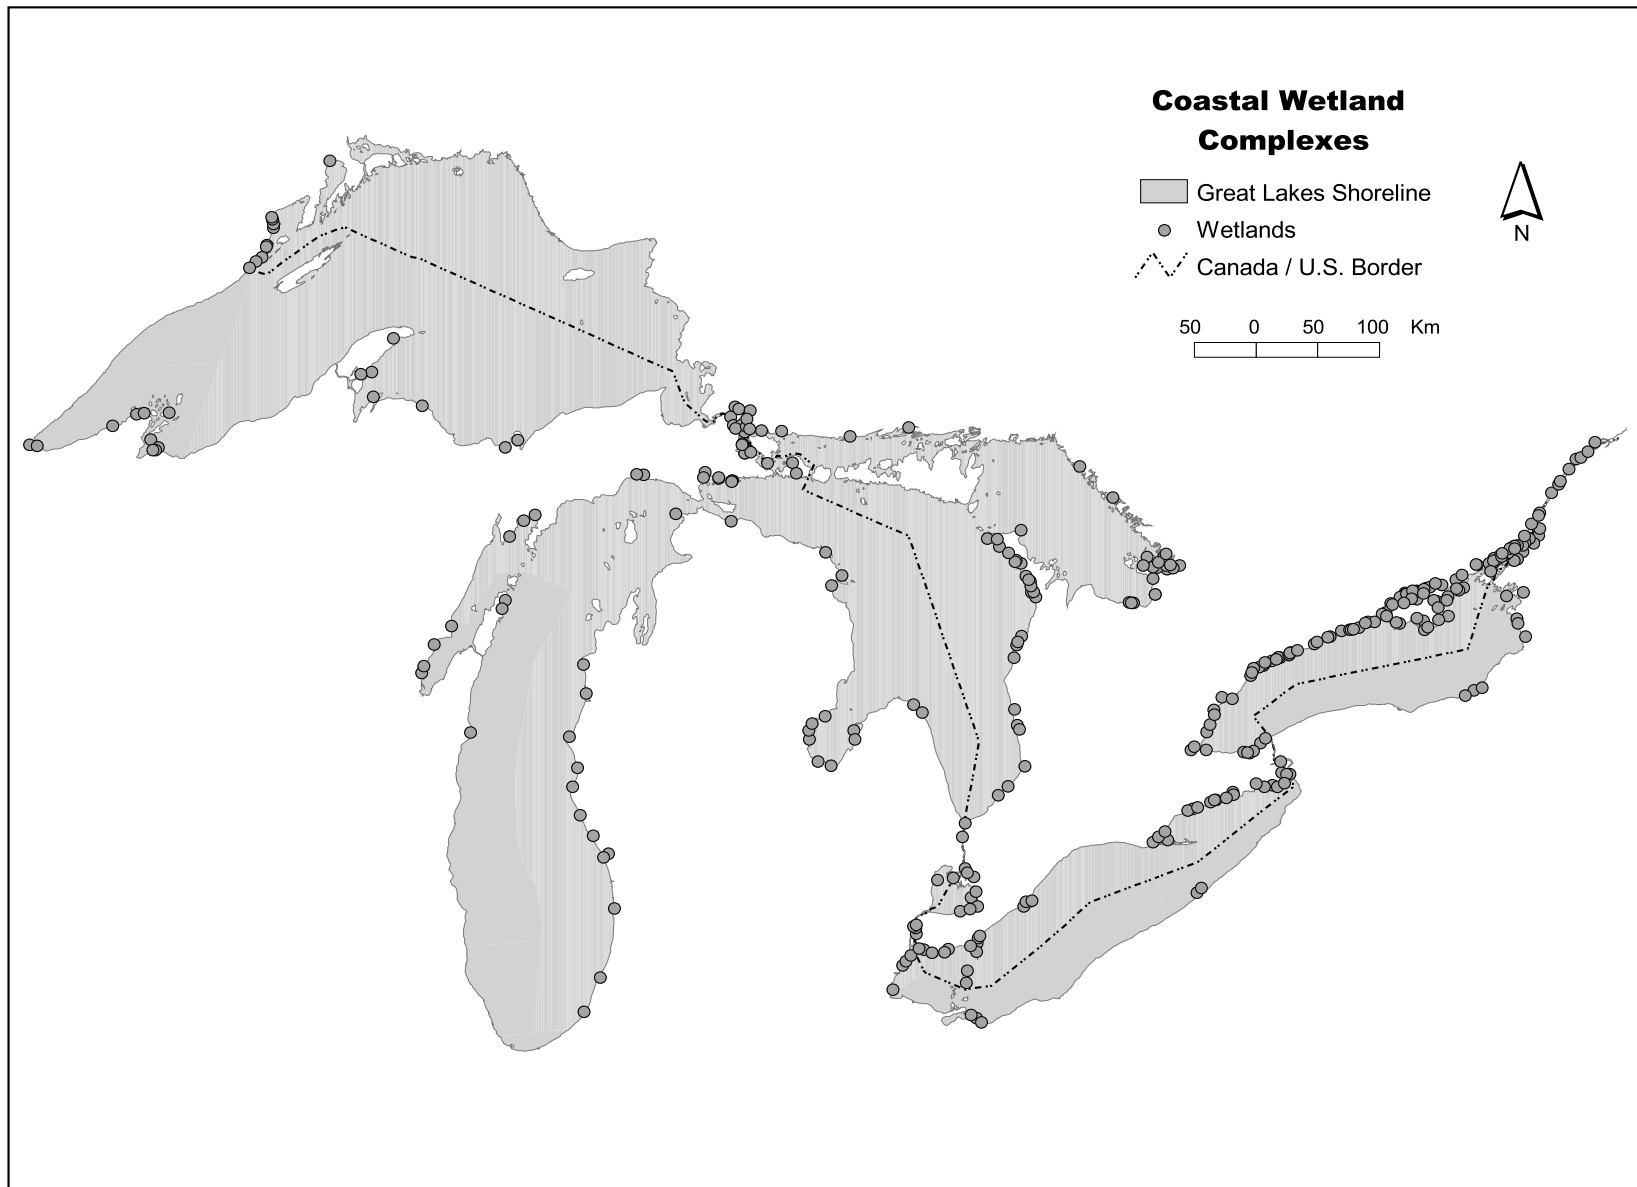 Coastal Wetland
Complexes
Great Lakes Shoreline
Wetlands
Canada / U.S. Border
N
50 0 50 100 Km